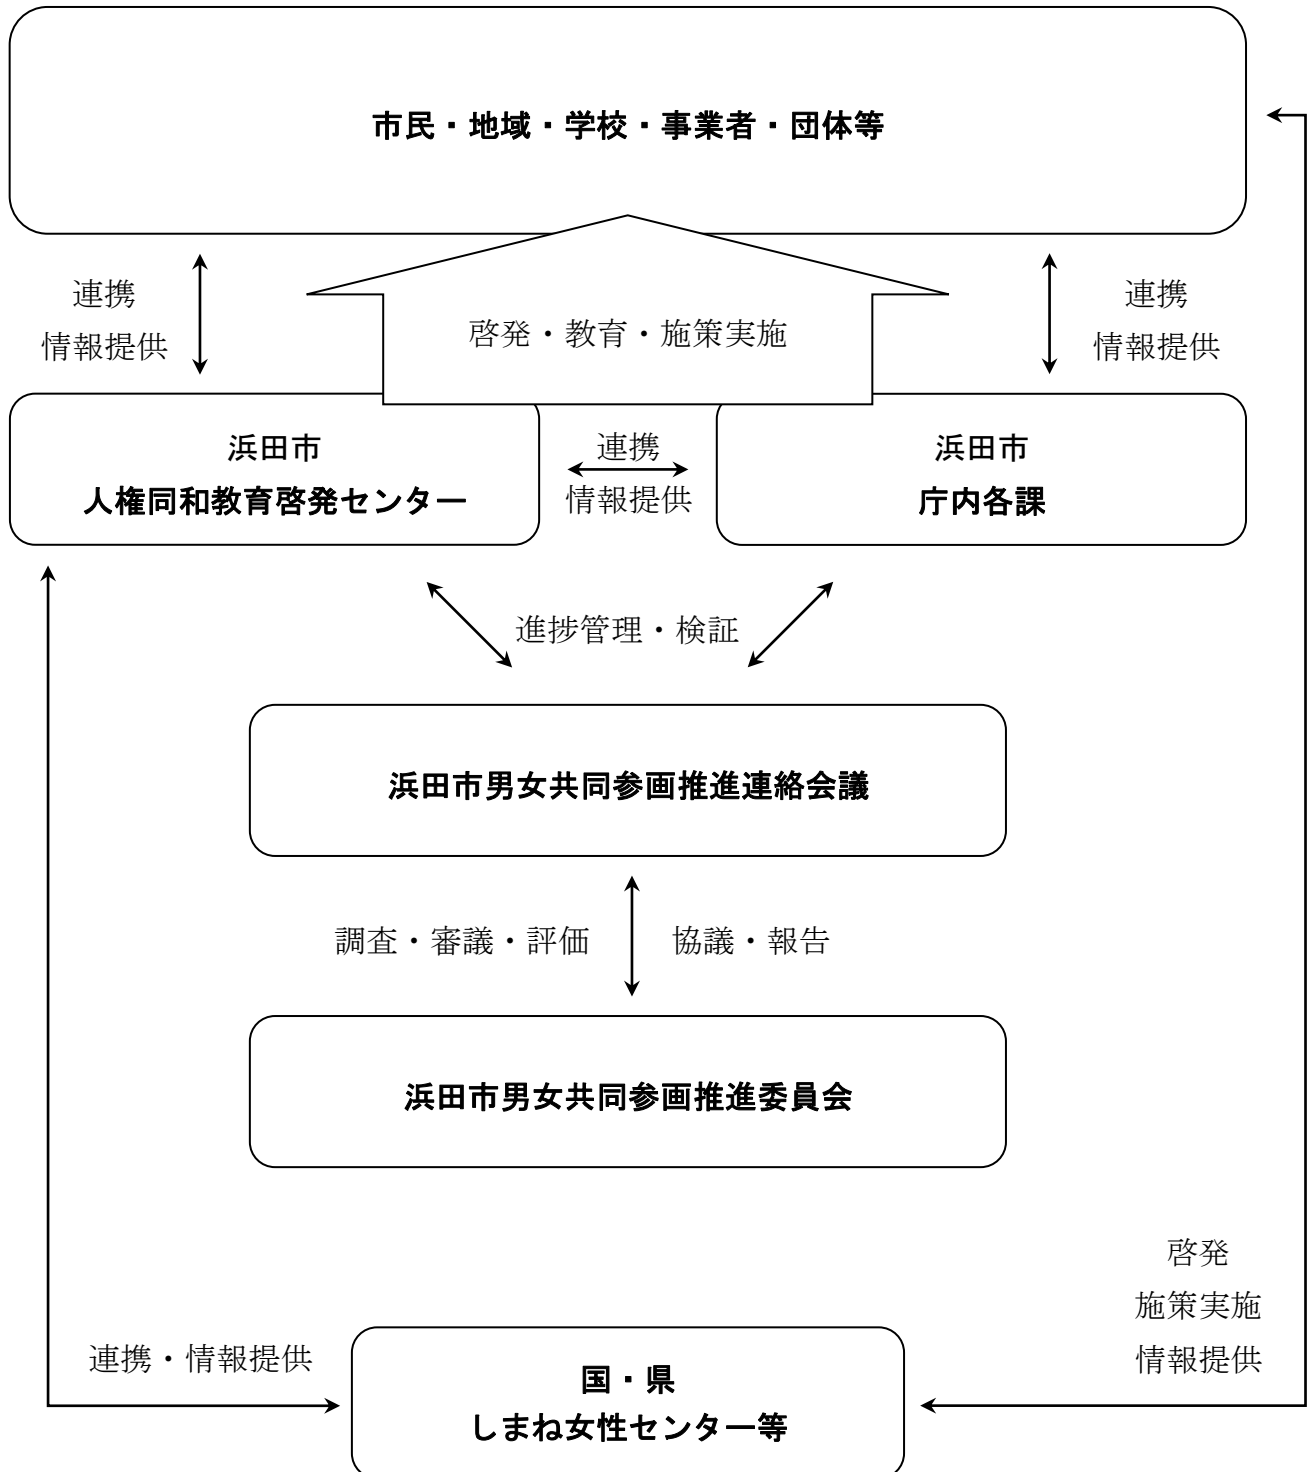 市民・地域・学校・事業者・団体等
連携
情報提供
啓発・教育・施策実施
連携
情報提供
浜田市
人権同和教育啓発センター
連携
情報提供
浜田市
庁内各課
進捗管理・検証
浜田市男女共同参画推進連絡会議
調査・審議・評価
協議・報告
浜田市男女共同参画推進委員会
啓発
施策実施
情報提供
連携・情報提供
国・県
しまね女性センター等